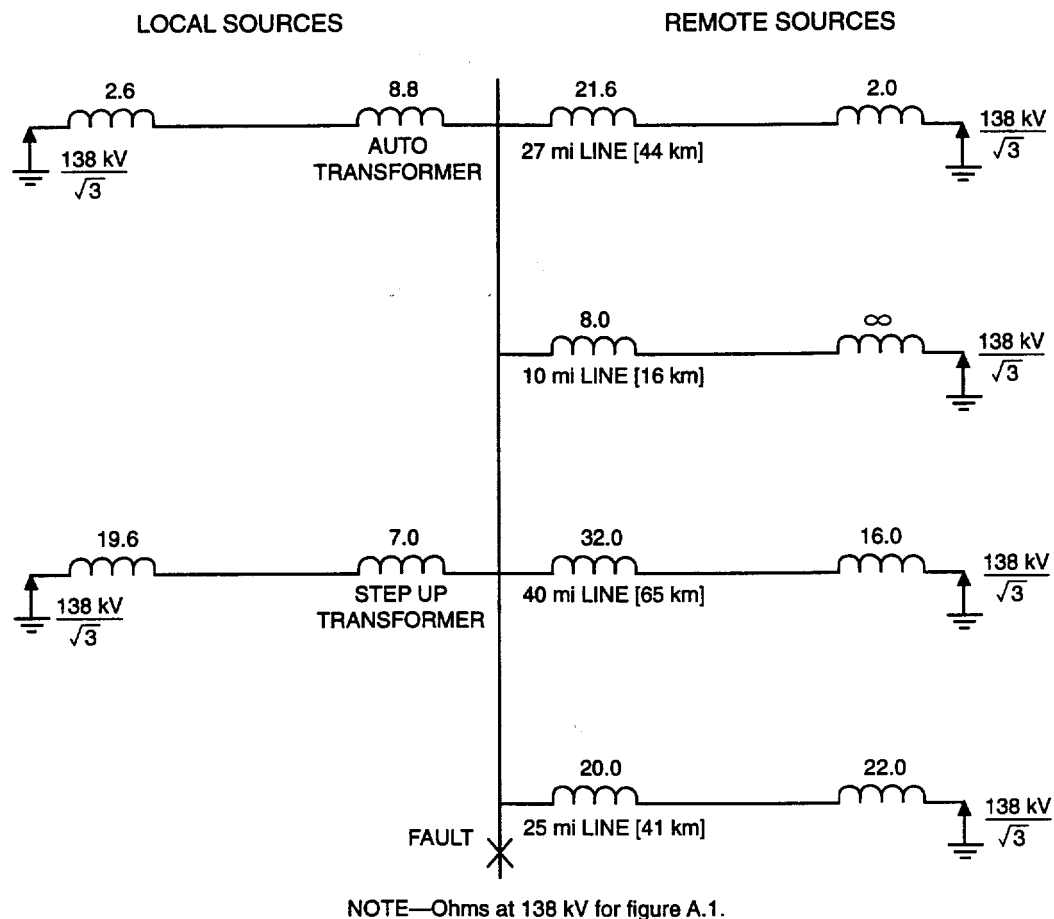 LOCAL SOURCES
REMOTE SOURCES
2.6
8.8
21.6
2.0
138 kV
√3
AUTO
TRANSFORMER
27 mi LINE [44 km]
138 kV
√3
8.0
∞
10 mi LINE [16 km]
138 kV
√3
19.6
7.0
32.0
16.0
138 kV
√3
STEP UP
TRANSFORMER
40 mi LINE [65 km]
138 kV
√3
20.0
22.0
25 mi LINE [41 km]
138 kV
√3
FAULT
NOTE—Ohms at 138 kV for figure A.1.